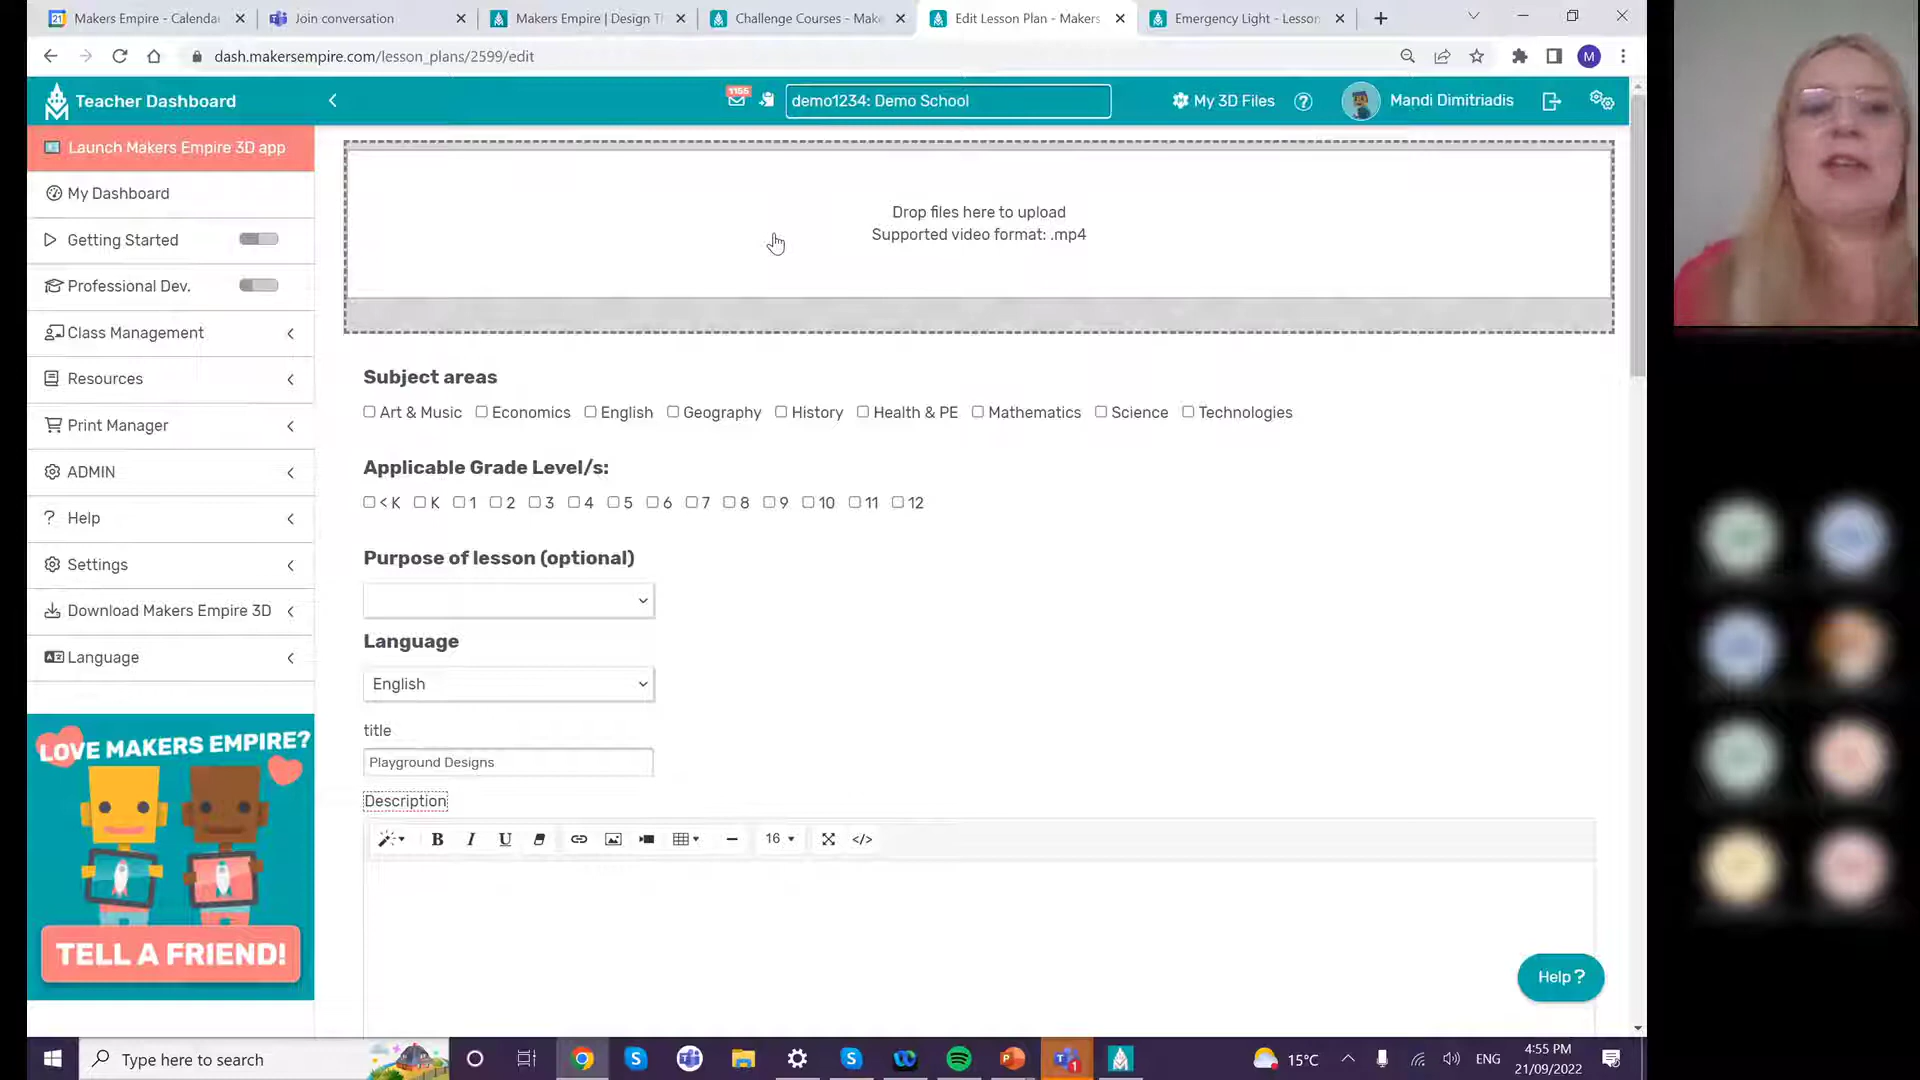 Makers Empire - Calenda
Join conversation
Makers Empire | Design T
Challenge Courses - Make
Edit Lesson Plan - Makers
Emergency Light - Lesson
dash.makersempire.com/lesson_plans/2599/edit
M
Teacher Dashboard
1155
demo1234: Demo School
My 3D Files
Mandi Dimitriadis
Launch Makers Empire 3D app
My Dashboard
Getting Started
Professional Dev.
Class Management
Resources
Print Manager
ADMIN
Help
Settings
Download Makers Empire 3D
Language
LOVE MAKERS EMPIRE?
TELL A FRIEND!
Drop files here to upload
Supported video format: .mp4
Subject areas
Art & Music Economics English Geography History Health & PE Mathematics Science Technologies
Applicable Grade Level/s:
< K K 1 2 3 4 5 6 7 8 9 10 11 12
Purpose of lesson (optional)
Language
English
title
Playground Designs
Description
B I U 16 </>
Help ?
Type here to search
15°C
ENG
4:55 PM
21/09/2022